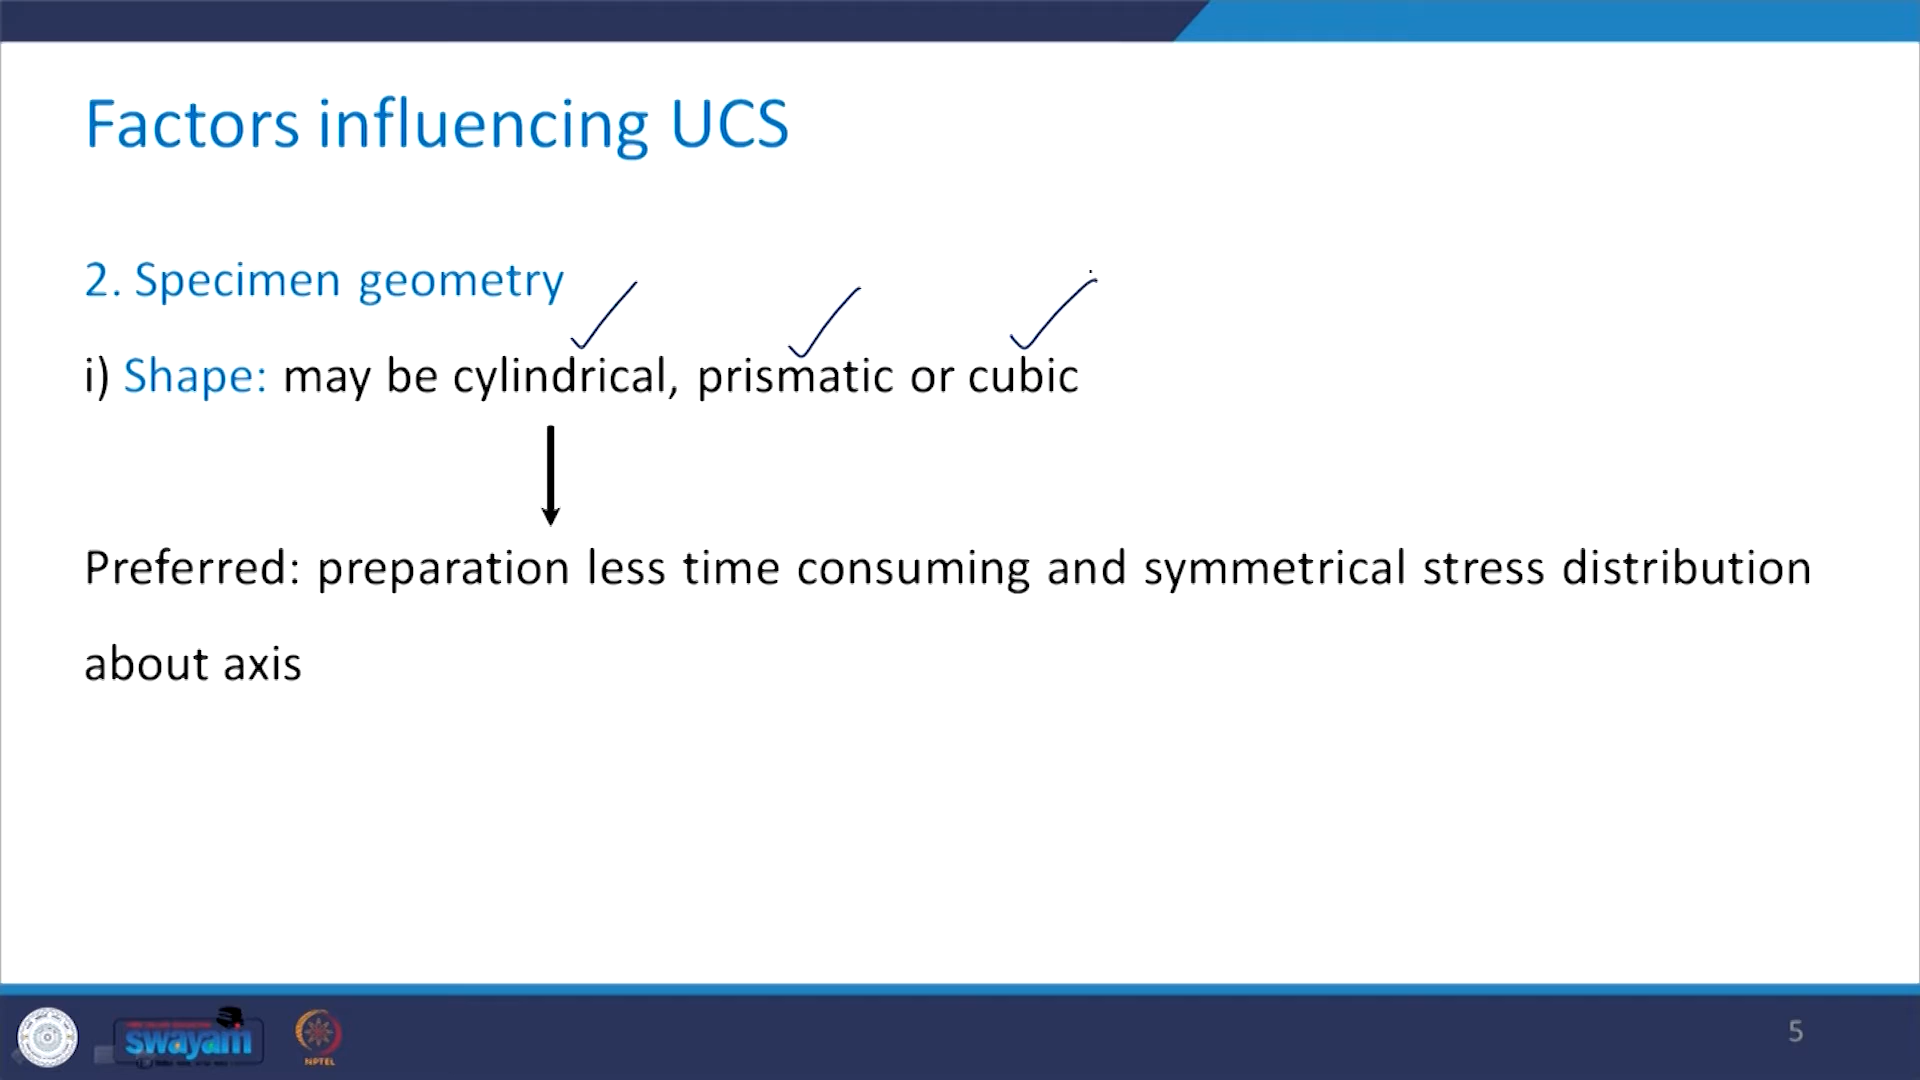 Factors influencing UCS
2. Specimen geometry
i) Shape: may be cylindrical, prismatic or cubic
Preferred: preparation less time consuming and symmetrical stress distribution
about axis
swayam
NPTEL
5